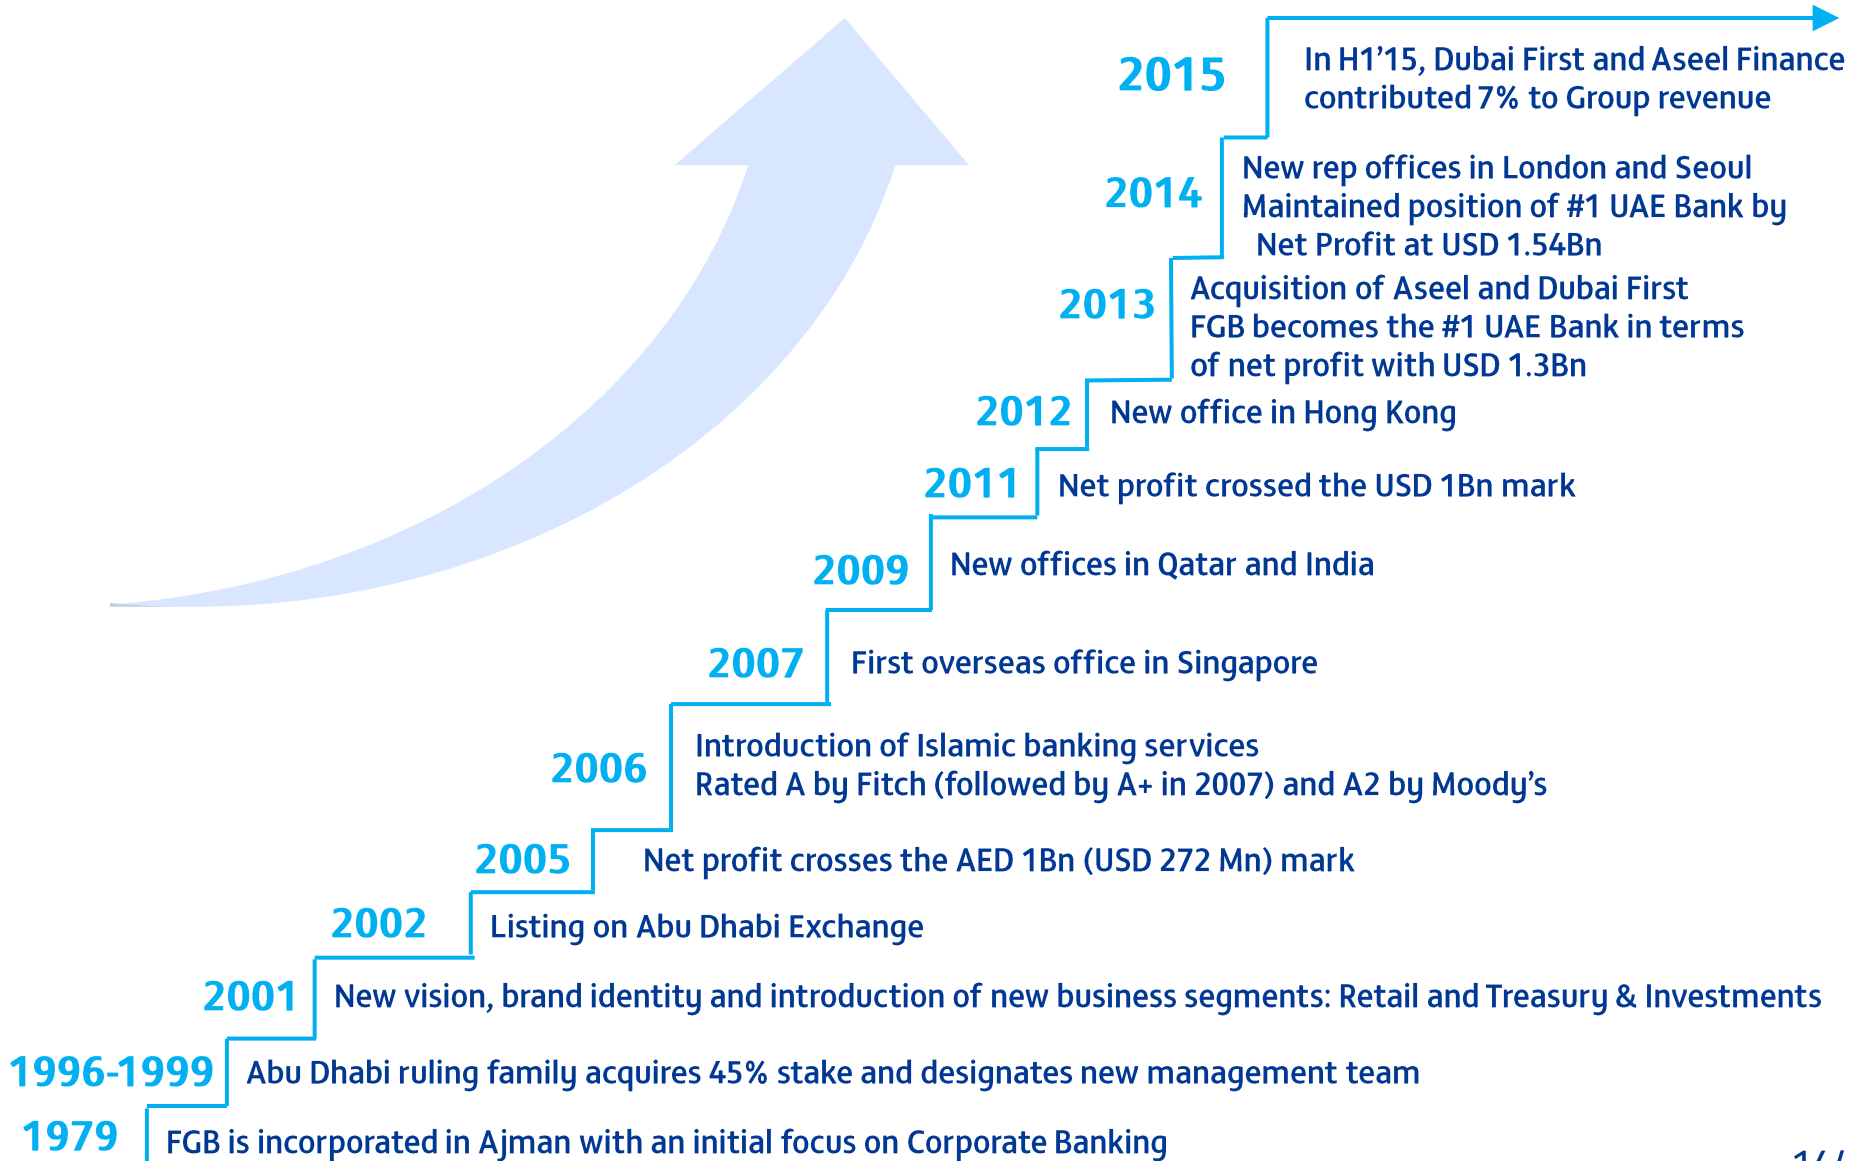 2015
In H1’15, Dubai First and Aseel Finance
contributed 7% to Group revenue
2014
New rep offices in London and Seoul
Maintained position of #1 UAE Bank by
Net Profit at USD 1.54Bn
2013
Acquisition of Aseel and Dubai First
FGB becomes the #1 UAE Bank in terms
of net profit with USD 1.3Bn
2012
New office in Hong Kong
2011
Net profit crossed the USD 1Bn mark
2009
New offices in Qatar and India
2007
First overseas office in Singapore
2006
Introduction of Islamic banking services
Rated A by Fitch (followed by A+ in 2007) and A2 by Moody’s
2005
Net profit crosses the AED 1Bn (USD 272 Mn) mark
2002
Listing on Abu Dhabi Exchange
2001
New vision, brand identity and introduction of new business segments: Retail and Treasury & Investments
1996-1999
Abu Dhabi ruling family acquires 45% stake and designates new management team
1979
FGB is incorporated in Ajman with an initial focus on Corporate Banking